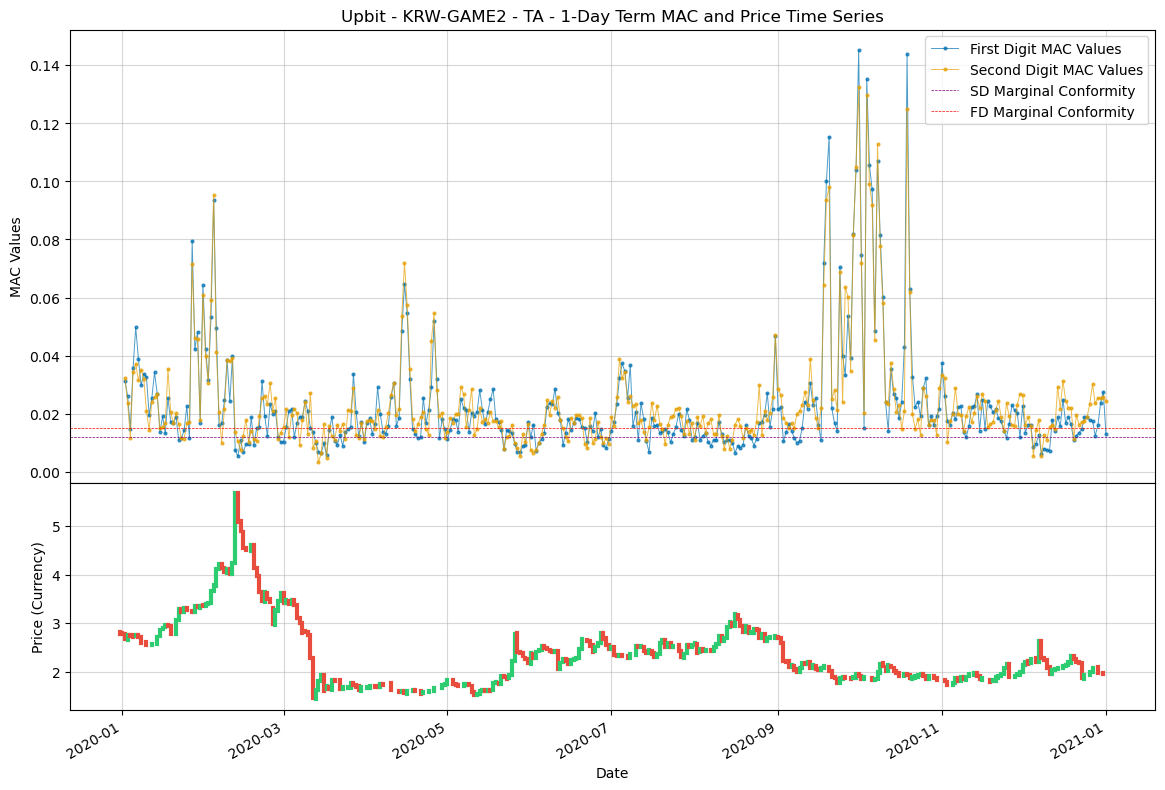 Upbit - KRW-GAME2 - TA - 1-Day Term MAC and Price Time Series
First Digit MAC Values
Second Digit MAC Values
SD Marginal Conformity
FD Marginal Conformity
MAC Values
0.14
0.12
0.10
0.08
0.06
0.04
0.02
0.00
Price (Currency)
5
4
3
2
2020-01
2020-03
2020-05
2020-07
2020-09
2020-11
2021-01
Date